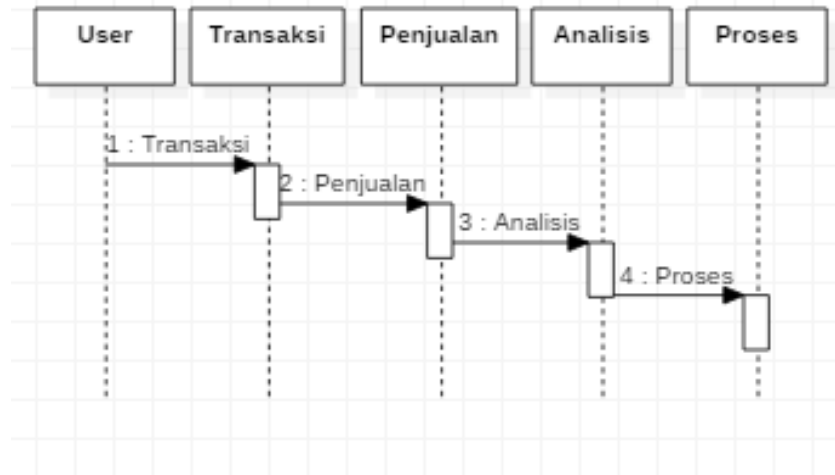 User Transaksi Penjualan Analisis Proses
1 : Transaksi
2 : Penjualan
3 : Analisis
4 : Proses